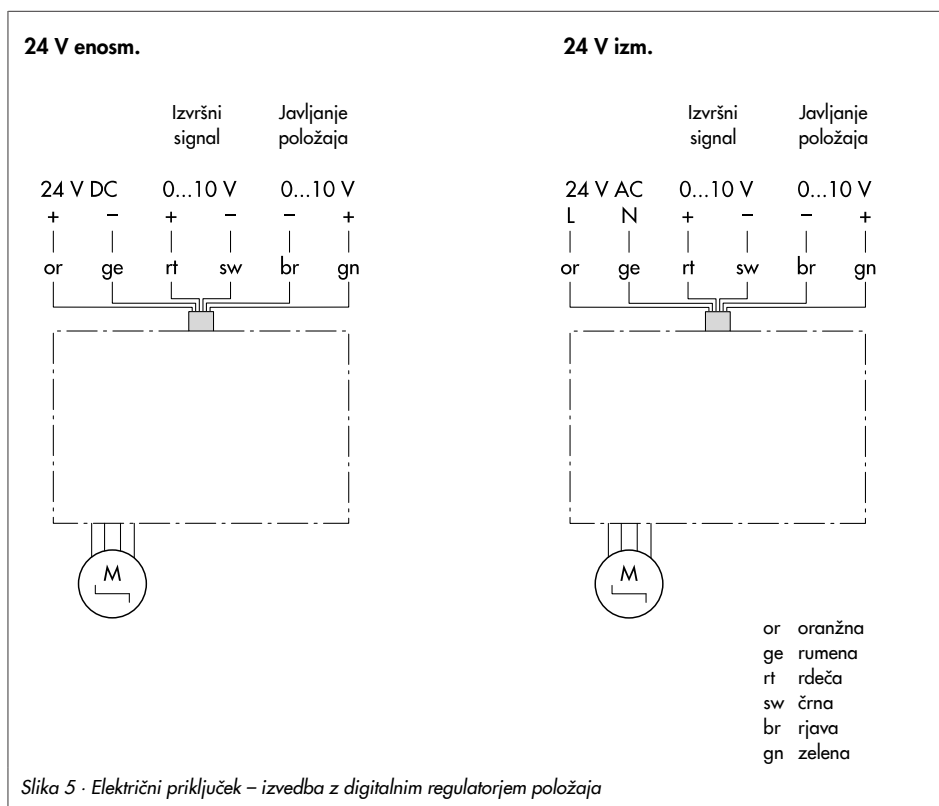 24 V enosm.
Izvršni
signal
Javljanje
položaja
24 V DC 0...10 V 0...10 V
+ – + – – +
or ge rt sw br gn
M
24 V izm.
Izvršni
signal
Javljanje
položaja
24 V AC 0...10 V 0...10 V
L N + – – +
or ge rt sw br gn
M
or oranžna
ge rumena
rt rdeča
sw črna
br rjava
gn zelena
Slika 5 · Električni priključek – izvedba z digitalnim regulatorjem položaja